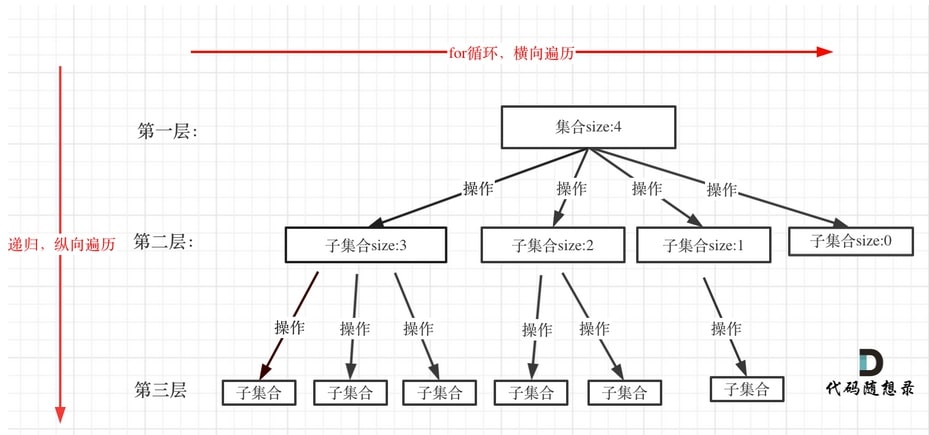 for循环，横向遍历
第一层：
集合size:4
操作
操作
操作
操作
递归，纵向遍历
第二层：
子集合size:3
子集合size:2
子集合size:1
子集合size:0
操作
操作
操作
操作
操作
操作
第三层
子集合
子集合
子集合
子集合
子集合
子集合
代码随想录